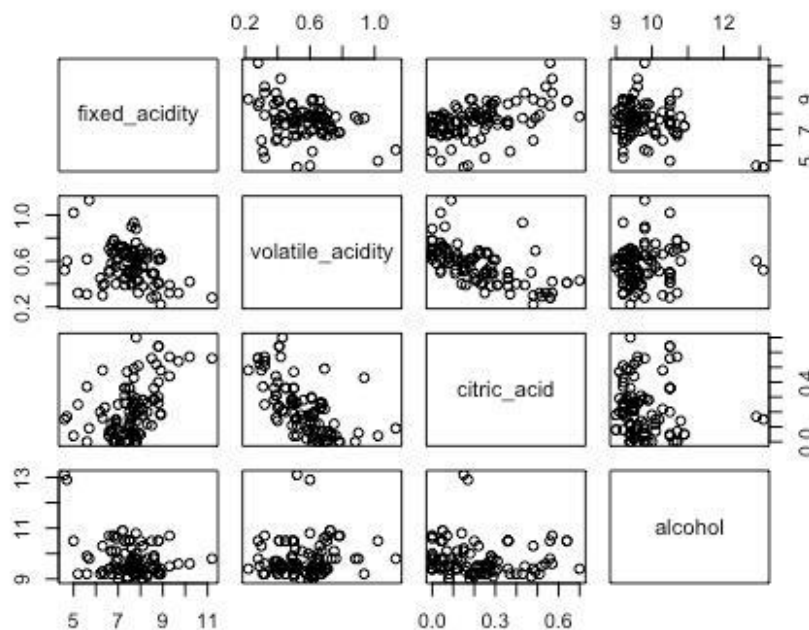 0.2 0.6 1.0 9 10 12
fixed_acidity
5 7 9
0.2 0.6 1.0
volatile_acidity
citric_acid
0.0 0.4
9 11 13
alcohol
5 7 9 11 0.0 0.3 0.6